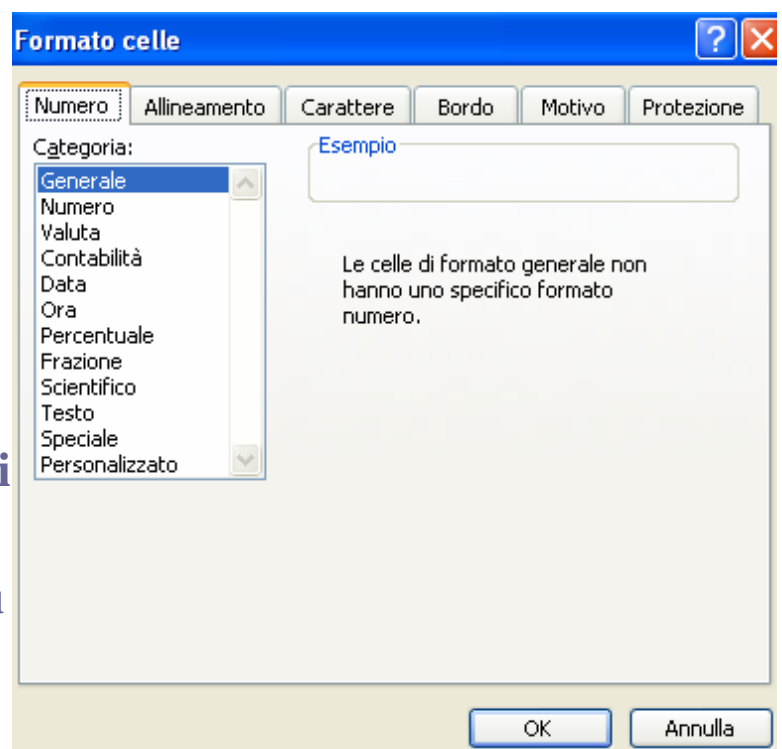 Formato celle
Numero Allineamento Carattere Bordo Motivo Protezione
Categoria:
Generale
Numero
Valuta
Contabilità
Data
Ora
Percentuale
Frazione
Scientifico
Testo
Speciale
Personalizzato
Esempio
Le celle di formato generale non
hanno uno specifico formato
numero.
i
OK Annulla